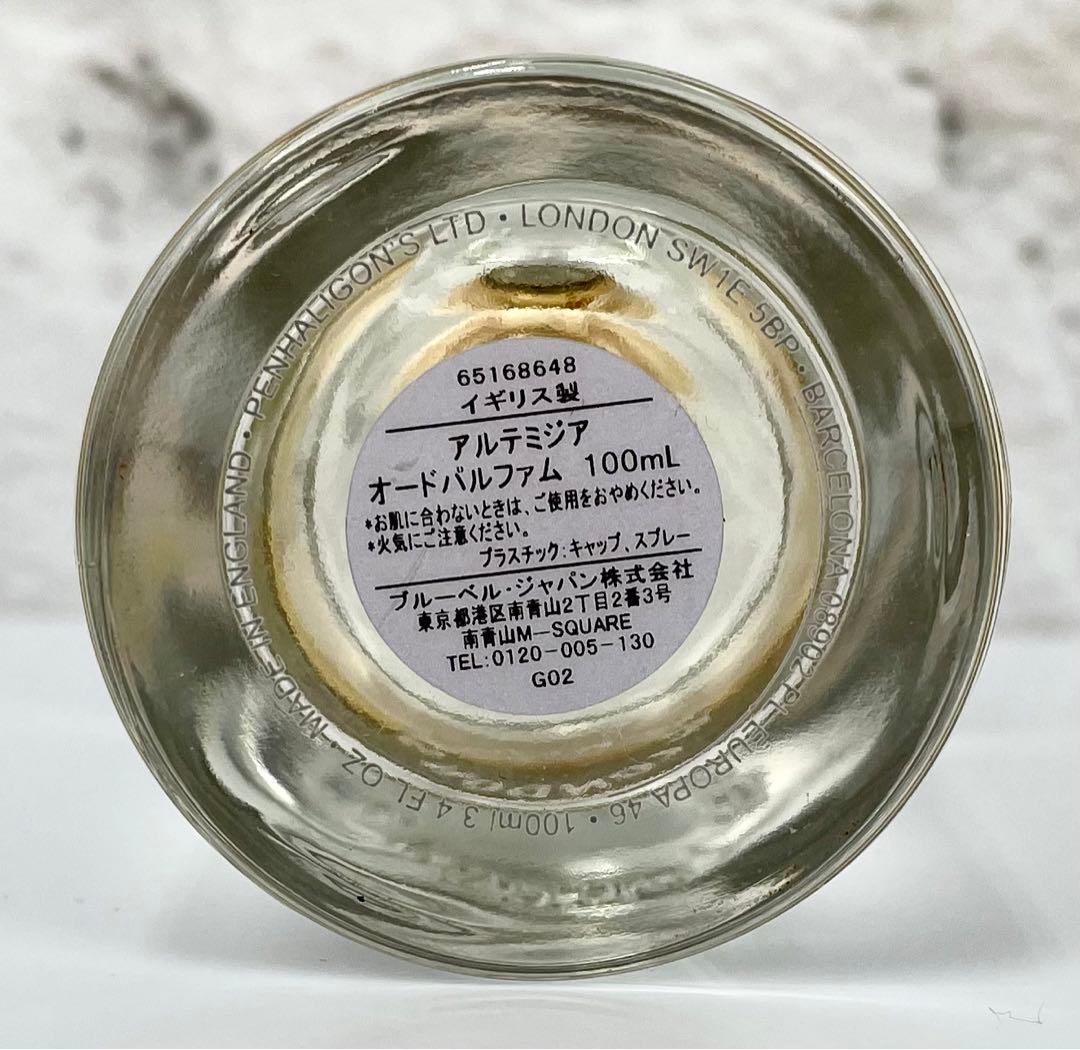 PENHALIGON'S LTD • LONDON SW1E 5BP • BARCELONA 08902 PL EUROPA 46 • 100ml 3.4 FL OZ • MADE IN ENGLAND •
65168648
イギリス製
アルテミジア
オードパルファム 100mL
*お肌に合わないときは、ご使用をおやめください。
*火気にご注意ください。
プラスチック:キャップ、スプレー
ブルーベル・ジャパン株式会社
東京都港区南青山2丁目2番3号
南青山M—SQUARE
TEL:0120-005-130
G02